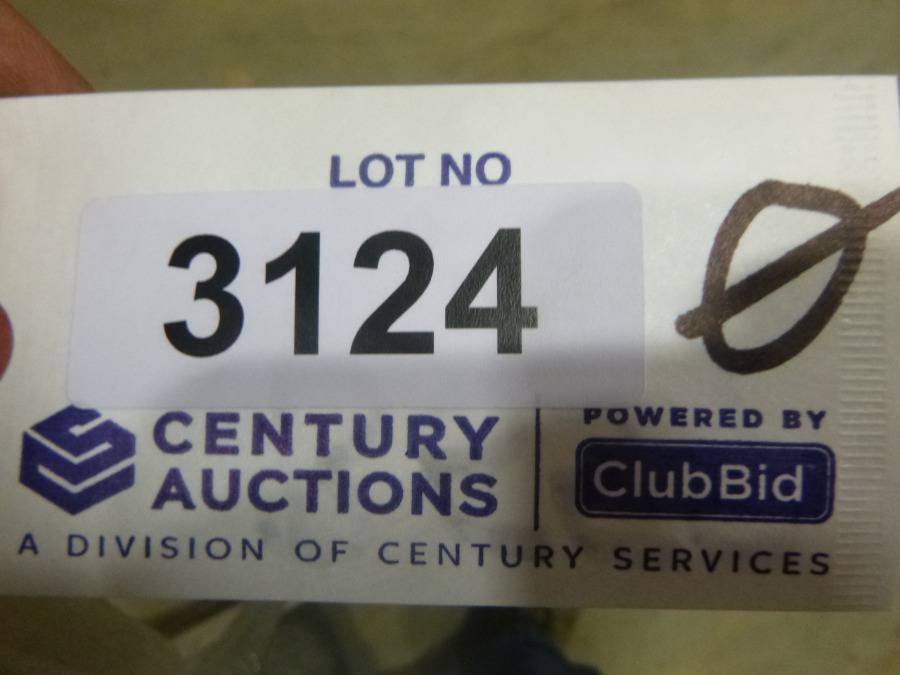 LOT NO
3124
Ø
CENTURY
AUCTIONS
POWERED BY
ClubBid
A DIVISION OF CENTURY SERVICES